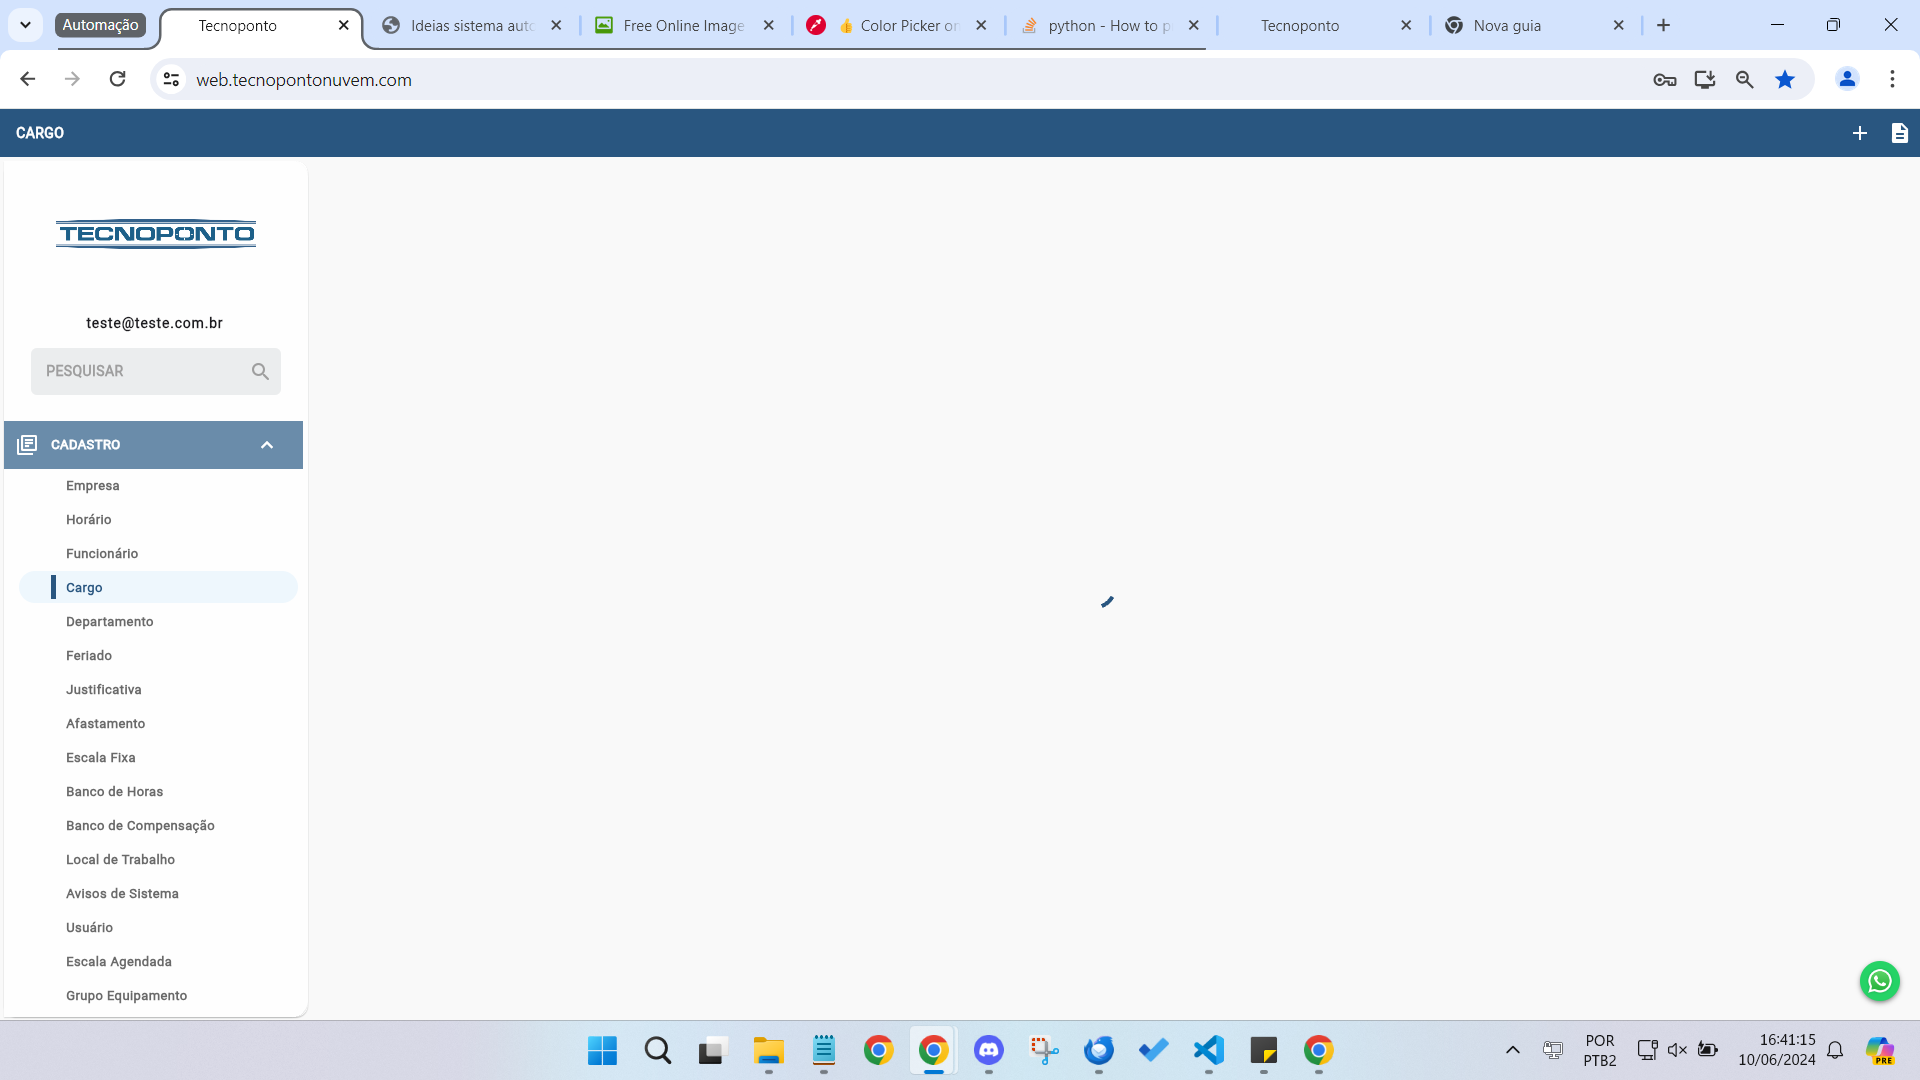 Automação
Tecnoponto
Ideias sistema auto
Free Online Image
Color Picker on
python - How to p
Tecnoponto
Nova guia
web.tecnopontonuvem.com
CARGO
TECNOPONTO
teste@teste.com.br
PESQUISAR
CADASTRO
Empresa
Horário
Funcionário
Cargo
Departamento
Feriado
Justificativa
Afastamento
Escala Fixa
Banco de Horas
Banco de Compensação
Local de Trabalho
Avisos de Sistema
Usuário
Escala Agendada
Grupo Equipamento
POR
PTB2
16:41:15
10/06/2024
PRE